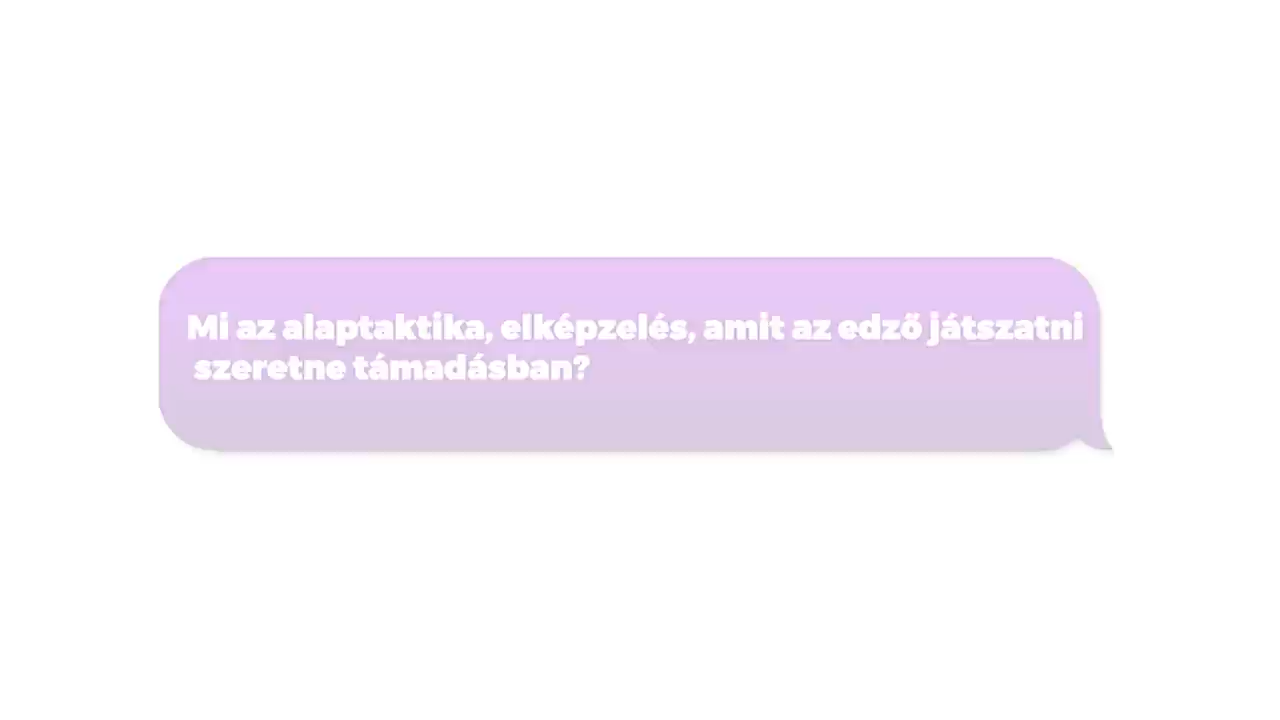 Mi az alaptaktika, elképzelés, amit az edző játszatni
szeretne támadásban?